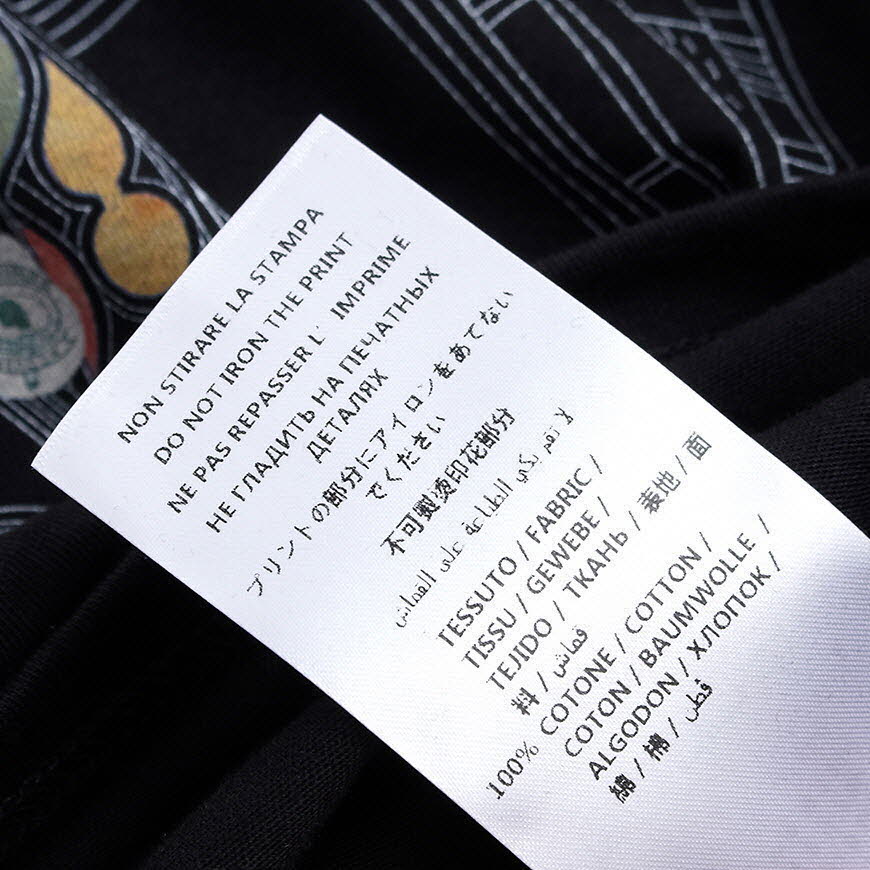 NON STIRARE LA STAMPA
DO NOT IRON THE PRINT
NE PAS REPASSER L' IMPRIME
НЕ ГЛАДИТЬ НА ПЕЧАТНЫХ
ДЕТАЛЯХ
プリントの部分にアイロンをあてない
でください
不可熨烫印花部分
لا تقم بكي الطباعة على القماش
TESSUTO / FABRIC /
TISSU / GEWEBE /
TEJIDO / ТКАНЬ / 表地 / 面
料 / قماش
100% COTONE / COTTON /
COTON / BAUMWOLLE /
ALGODON / ХЛОПОК /
綿 / 棉 / قطن